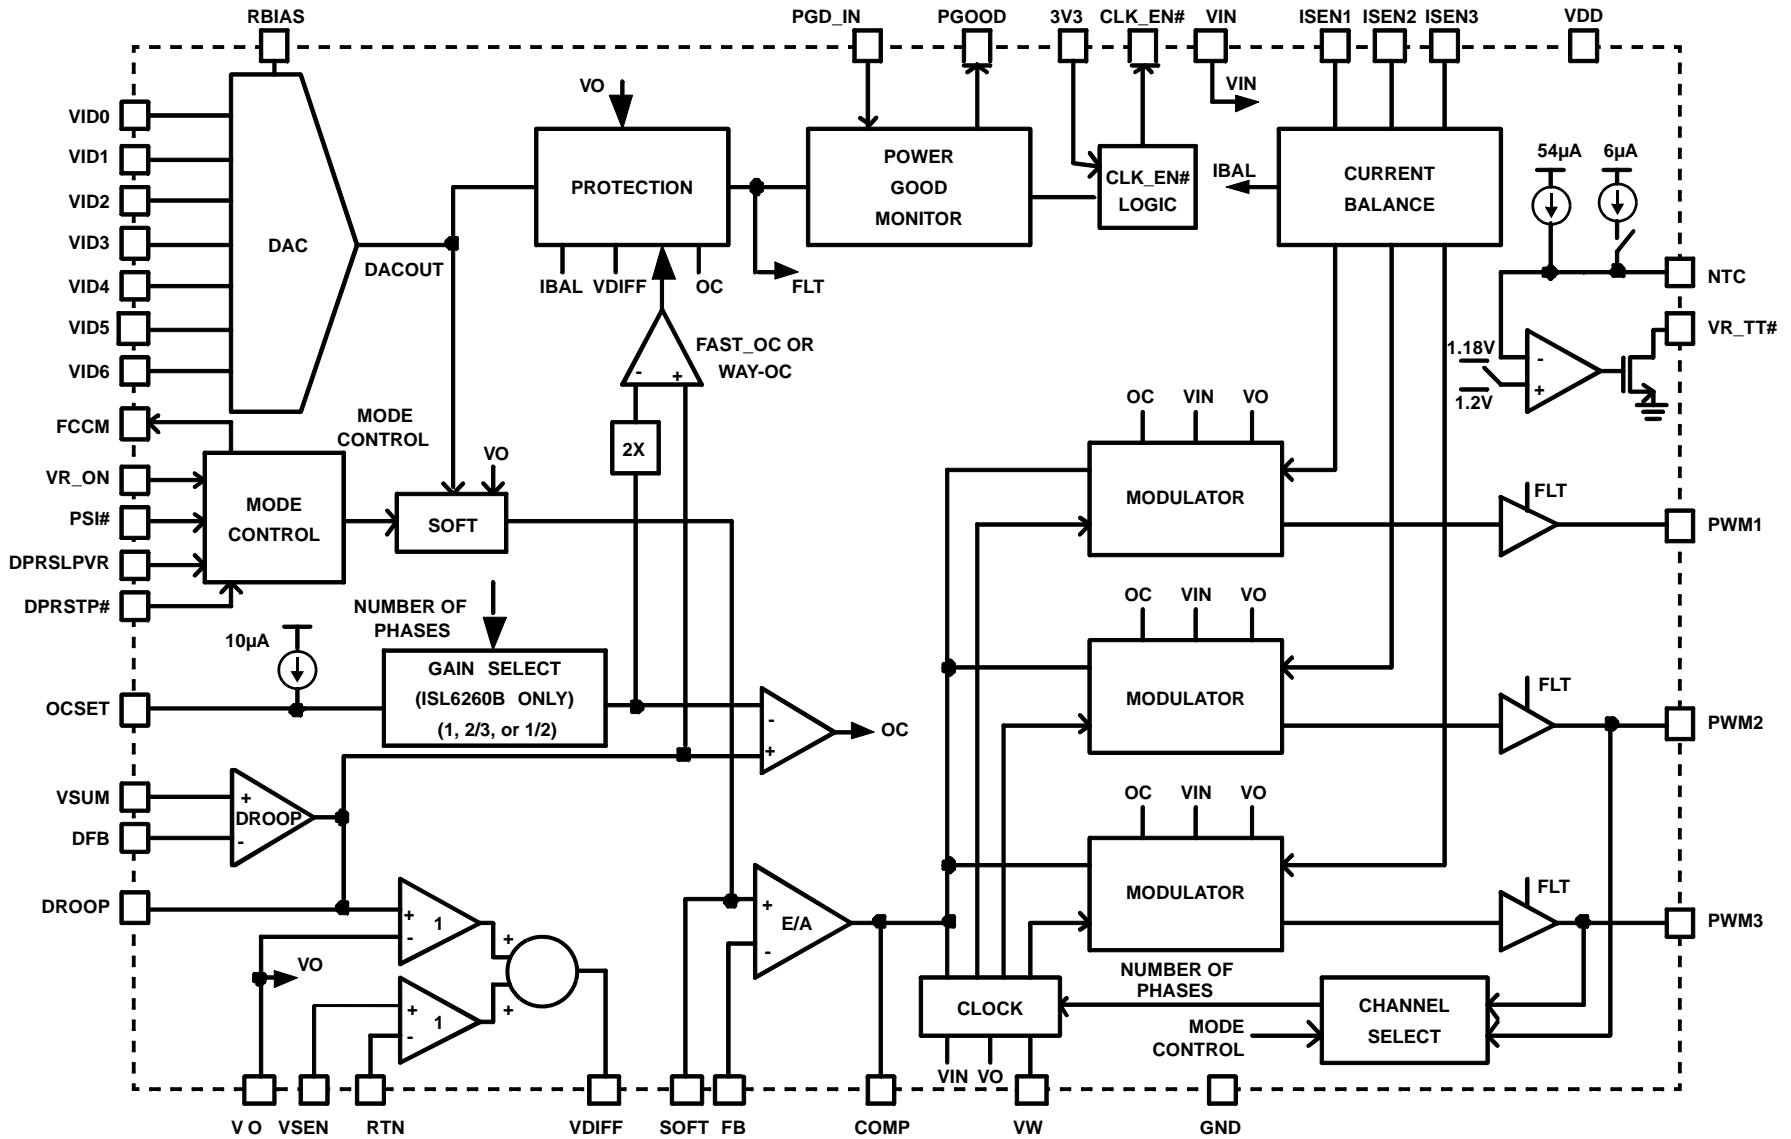 RBIAS
PGD_IN
PGOOD
3V3
CLK_EN#
VIN
ISEN1
ISEN2
ISEN3
VDD
VID0
VID1
VID2
VID3
VID4
VID5
VID6
DAC
DACOUT
VO
PROTECTION
IBAL
VDIFF
OC
FLT
POWER
GOOD
MONITOR
CLK_EN#
LOGIC
VIN
IBAL
CURRENT
BALANCE
54µA
6µA
NTC
VR_TT#
1.18V
1.2V
-
+
FAST_OC OR
WAY-OC
-
+
2X
FCCM
VR_ON
PSI#
DPRSLPVR
DPRSTP#
MODE
CONTROL
MODE
CONTROL
VO
SOFT
NUMBER OF
PHASES
10µA
OCSET
GAIN SELECT
(ISL6260B ONLY)
(1, 2/3, or 1/2)
-
+
OC
VSUM
DFB
DROOP
+
DROOP
-
+
-
1
+
VO
+
-
1
+
+
E/A
-
OC
VIN
VO
MODULATOR
FLT
PWM1
OC
VIN
VO
MODULATOR
FLT
PWM2
OC
VIN
VO
MODULATOR
FLT
PWM3
NUMBER OF
PHASES
CLOCK
MODE
CONTROL
CHANNEL
SELECT
VIN
VO
V O
VSEN
RTN
VDIFF
SOFT
FB
COMP
VW
GND